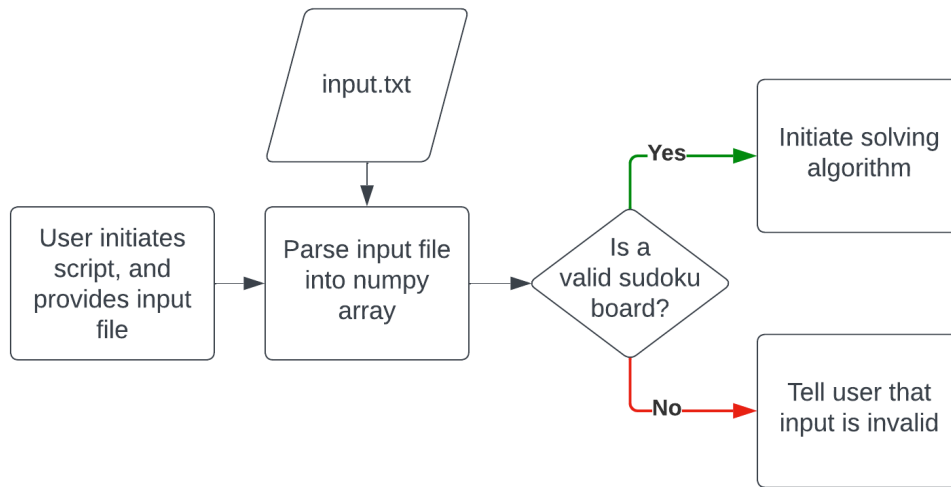 input.txt
User initiates
script, and
provides input
file
Parse input file
into numpy
array
Is a
valid sudoku
board?
Yes
Initiate solving
algorithm
No
Tell user that
input is invalid